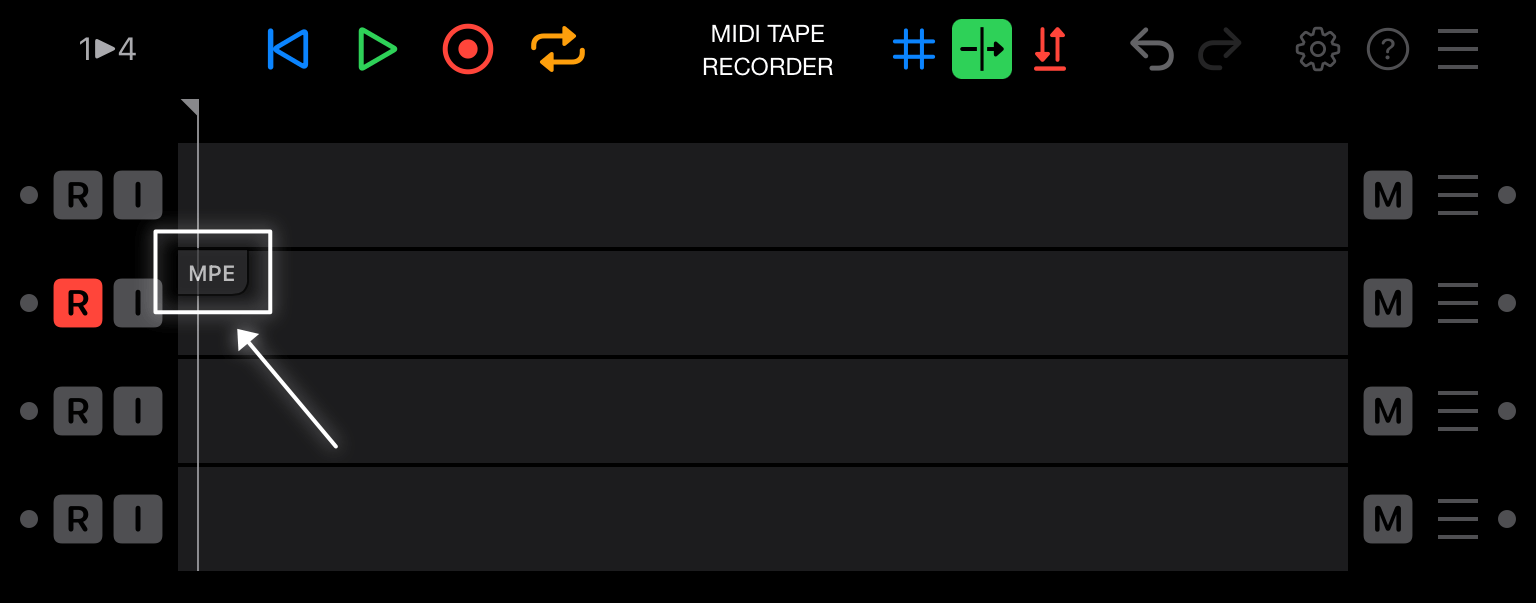 1▶4
MIDI TAPE
RECORDER
?
R I M
MPE
R I M
R I M
R I M